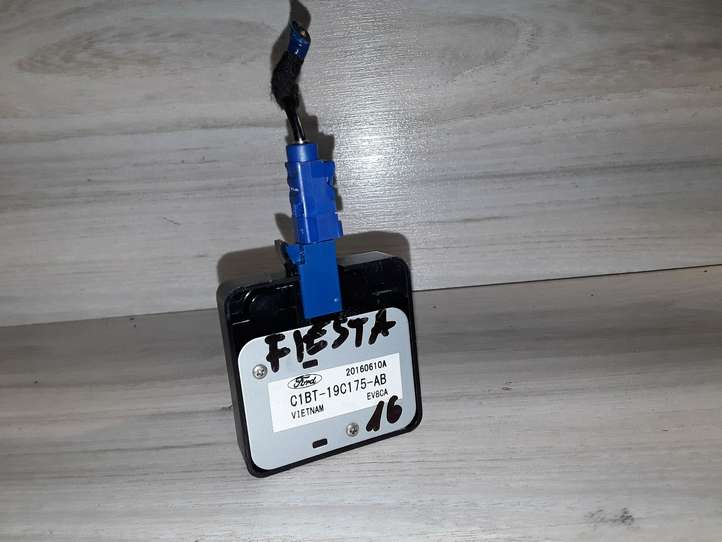 FIESTA
20160610A
Ford
C1BT-19C175-AB
VIETNAM EV8CA
16